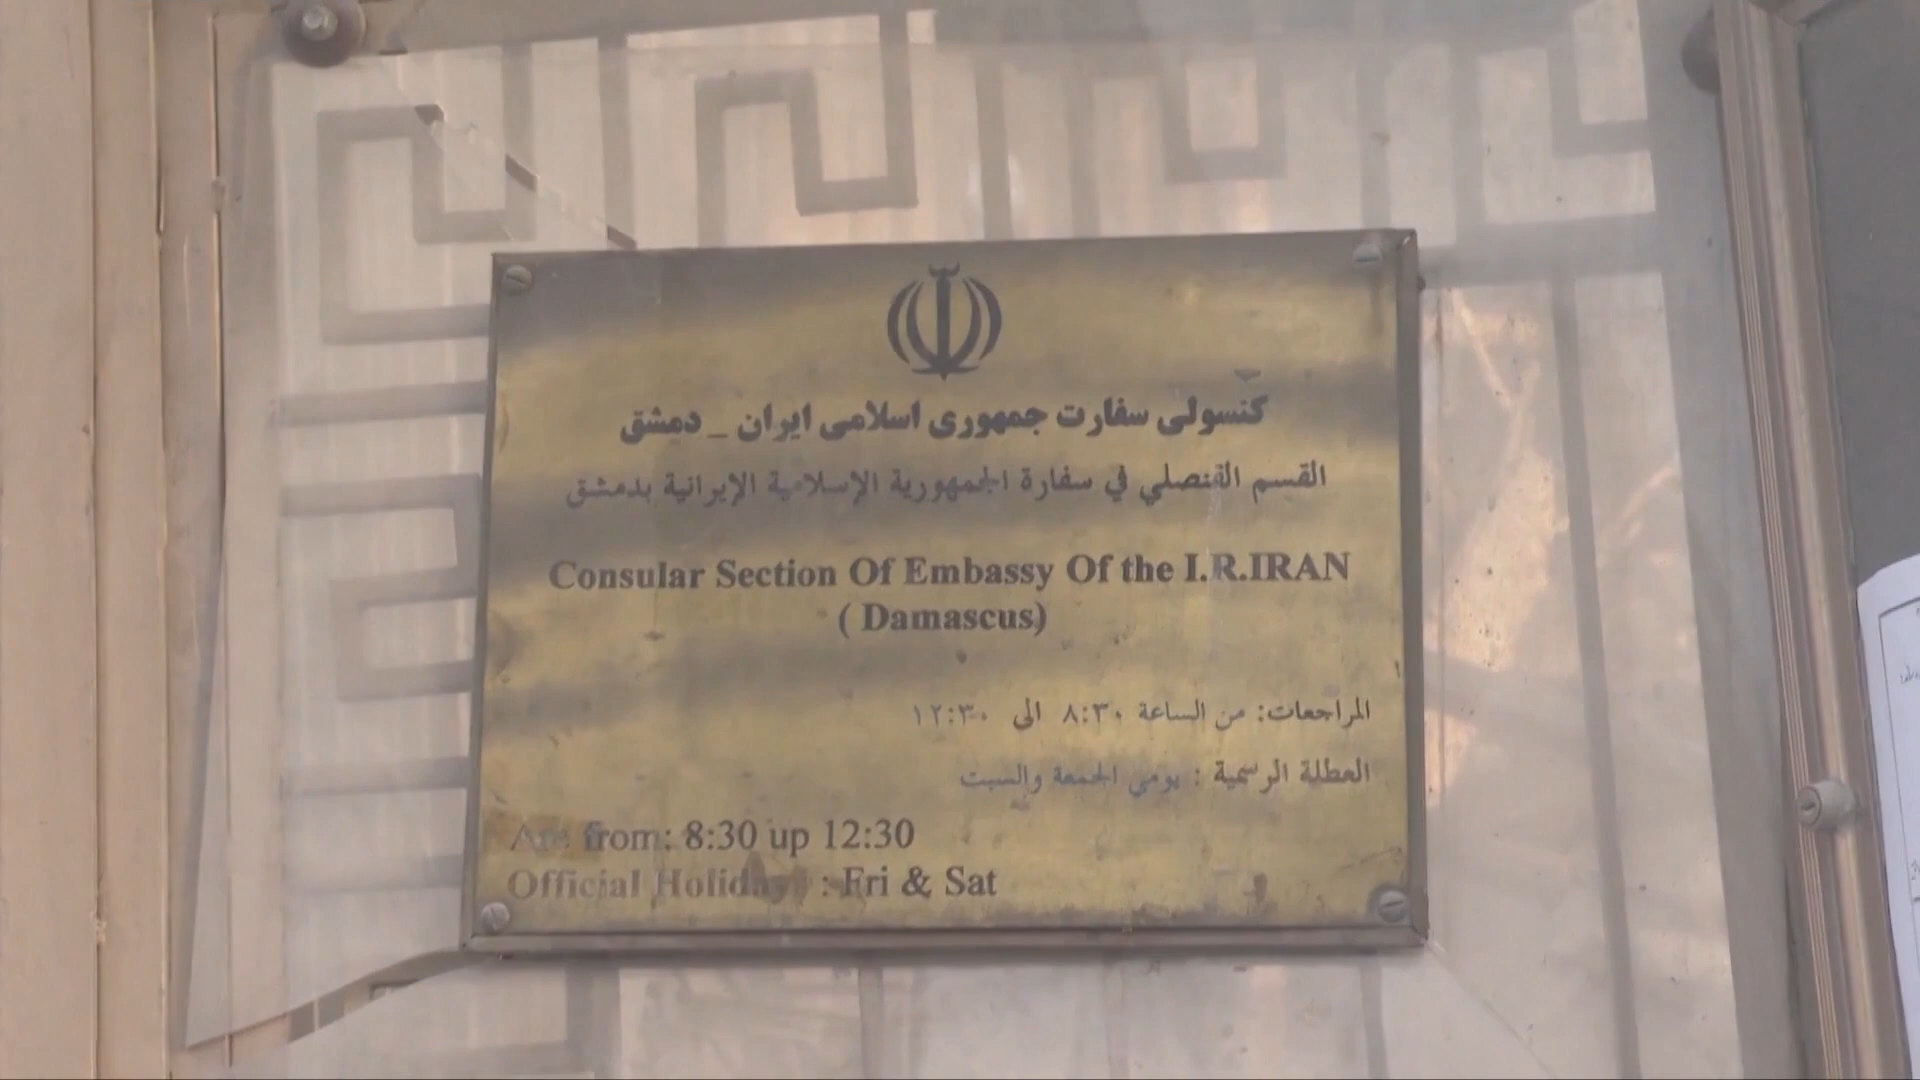 کنسولی سفارت جمهوری اسلامی ایران _ دمشق
القسم القنصلي في سفارة الجمهورية الإسلامية الإيرانية بدمشق
Consular Section Of Embassy Of the I.R.IRAN
( Damascus)
المراجعات: من الساعة ٨:٣٠ الى ١٢:٣٠
العطلة الرسمية : يومي الجمعة والسبت
from: 8:30 up 12:30
Official Holiday : Fri & Sat